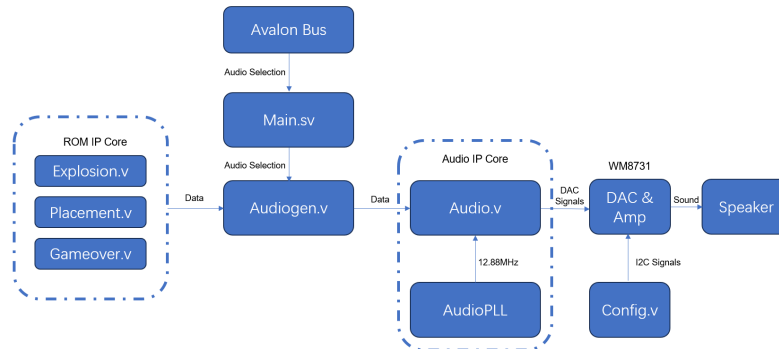 Avalon Bus
Audio Selection
Main.sv
Audio Selection
ROM IP Core
Explosion.v
Placement.v
Gameover.v
Data
Audiogen.v
Data
Audio IP Core
Audio.v
12.88MHz
AudioPLL
DAC
Signals
WM8731
DAC &
Amp
Sound
Speaker
I2C Signals
Config.v